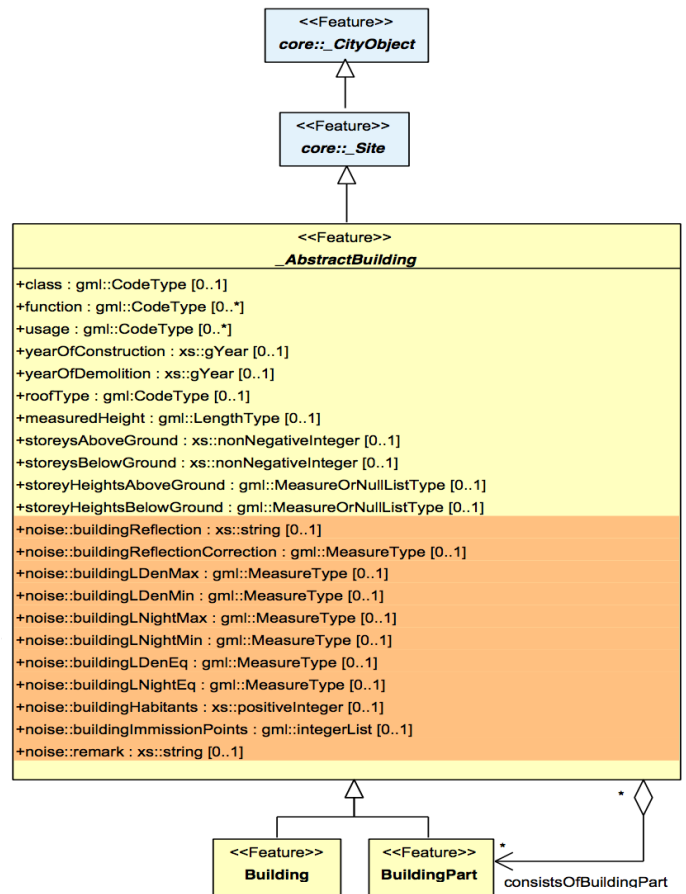 <<Feature>>
core::_CityObject
<<Feature>>
core::_Site
<<Feature>>
_AbstractBuilding
+class : gml::CodeType [0..1]
+function : gml::CodeType [0..*]
+usage : gml::CodeType [0..*]
+yearOfConstruction : xs::gYear [0..1]
+yearOfDemolition : xs::gYear [0..1]
+roofType : gml:CodeType [0..1]
+measuredHeight : gml::LengthType [0..1]
+storeysAboveGround : xs::nonNegativeInteger [0..1]
+storeysBelowGround : xs::nonNegativeInteger [0..1]
+storeyHeightsAboveGround : gml::MeasureOrNullListType [0..1]
+storeyHeightsBelowGround : gml::MeasureOrNullListType [0..1]
+noise::buildingReflection : xs::string [0..1]
+noise::buildingReflectionCorrection : gml::MeasureType [0..1]
+noise::buildingLDenMax : gml::MeasureType [0..1]
+noise::buildingLDenMin : gml::MeasureType [0..1]
+noise::buildingLNightMax : gml::MeasureType [0..1]
+noise::buildingLNightMin : gml::MeasureType [0..1]
+noise::buildingLDenEq : gml::MeasureType [0..1]
+noise::buildingLNightEq : gml::MeasureType [0..1]
+noise::buildingHabitants : xs::positiveInteger [0..1]
+noise::buildingImmissionPoints : gml::integerList [0..1]
+noise::remark : xs::string [0..1]
*
<<Feature>>
Building
<<Feature>>
BuildingPart
*
consistsOfBuildingPart